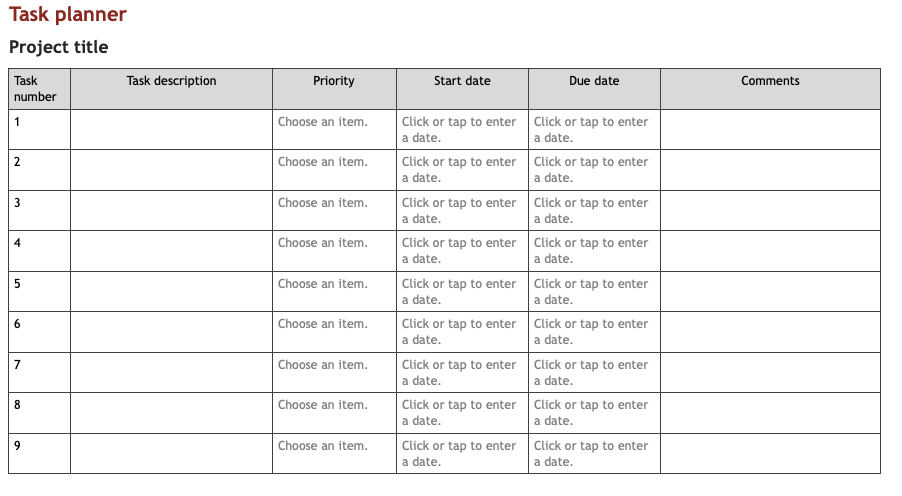 Task planner
Project title
Task number Task description Priority Start date Due date Comments
1 Choose an item. Click or tap to enter a date. Click or tap to enter a date.
2 Choose an item. Click or tap to enter a date. Click or tap to enter a date.
3 Choose an item. Click or tap to enter a date. Click or tap to enter a date.
4 Choose an item. Click or tap to enter a date. Click or tap to enter a date.
5 Choose an item. Click or tap to enter a date. Click or tap to enter a date.
6 Choose an item. Click or tap to enter a date. Click or tap to enter a date.
7 Choose an item. Click or tap to enter a date. Click or tap to enter a date.
8 Choose an item. Click or tap to enter a date. Click or tap to enter a date.
9 Choose an item. Click or tap to enter a date. Click or tap to enter a date.